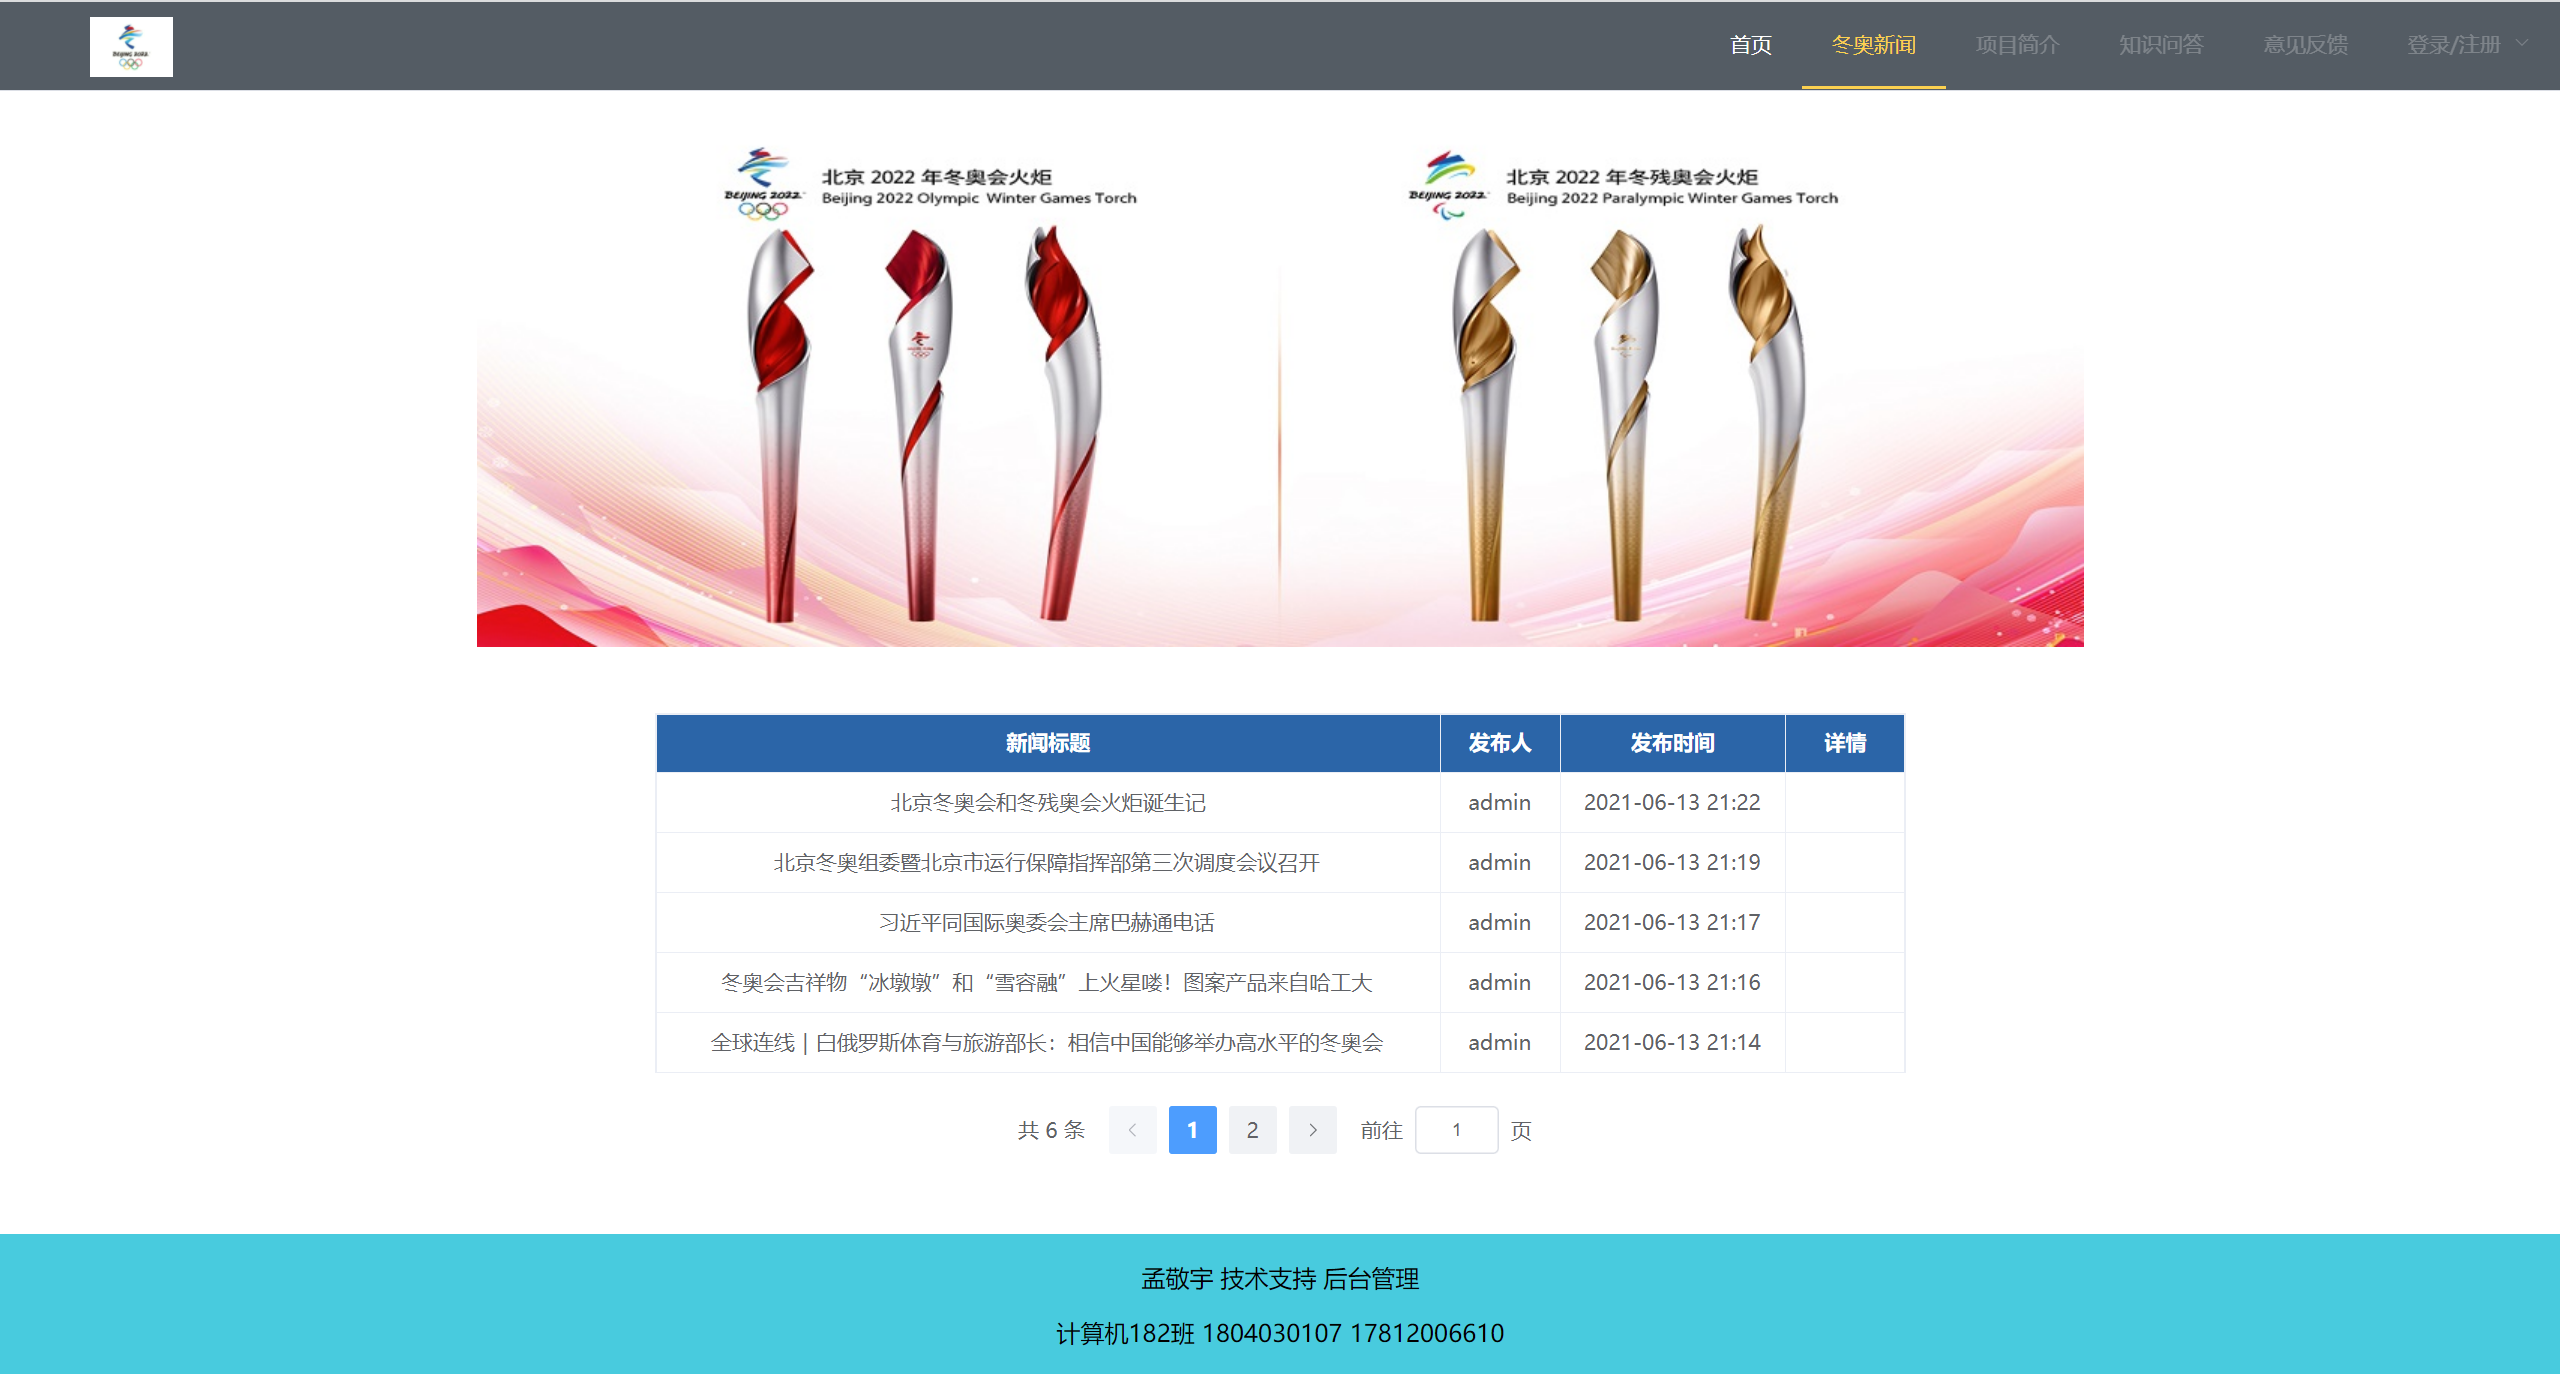 BEIJING 2022
首页 冬奥新闻 项目简介 知识问答 意见反馈 登录/注册
BEIJING 2022
北京 2022 年冬奥会火炬
Beijing 2022 Olympic Winter Games Torch
BEIJING 2022
北京 2022 年冬残奥会火炬
Beijing 2022 Paralympic Winter Games Torch
新闻标题 发布人 发布时间 详情
北京冬奥会和冬残奥会火炬诞生记 admin 2021-06-13 21:22
北京冬奥组委暨北京市运行保障指挥部第三次调度会议召开 admin 2021-06-13 21:19
习近平同国际奥委会主席巴赫通电话 admin 2021-06-13 21:17
冬奥会吉祥物“冰墩墩”和“雪容融”上火星喽！图案产品来自哈工大 admin 2021-06-13 21:16
全球连线 | 白俄罗斯体育与旅游部长：相信中国能够举办高水平的冬奥会 admin 2021-06-13 21:14
共 6 条 1 2 前往 1 页
孟敬宇 技术支持 后台管理
计算机182班 1804030107 17812006610